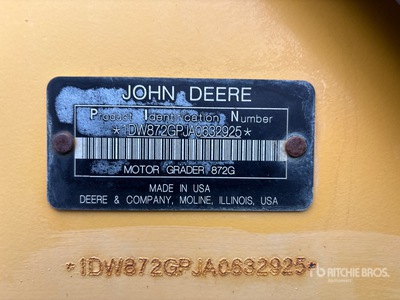 JOHN DEERE
Product Identification Number
*1DW872GPJA0632925*
MOTOR GRADER 872G
MADE IN USA
DEERE & COMPANY, MOLINE, ILLINOIS, USA
*1DW872GPJA0632925*
rb RITCHIE BROS.